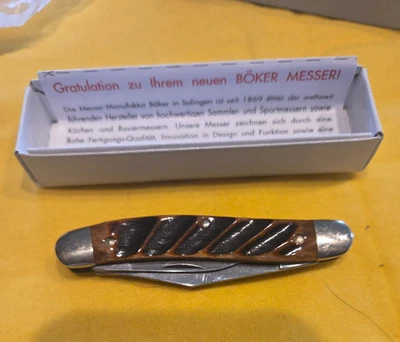 Gratulation zu Ihrem neuen BÖKER MESSER!
Die Messer-Manufaktur Böker in Solingen ist seit 1869 einer der weltweit
führenden Hersteller von hochwertigen Sammler und Sportmessern sowie
Küchen und Rasiermessern. Unsere Messer zeichnen sich durch eine
Hohe Fertigungs-Qualität, Innovation in Design und Funktion sowie eine